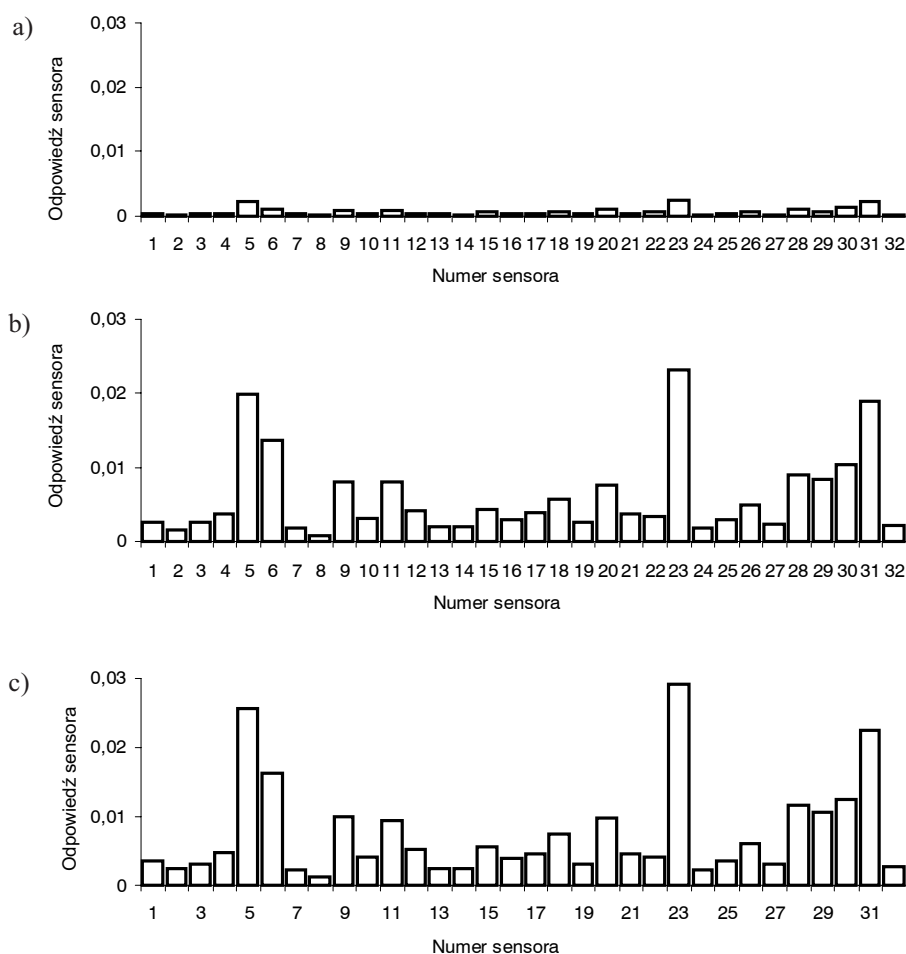 a)
Odpowiedź sensora
0,03
0,02
0,01
0
1 2 3 4 5 6 7 8 9 10 11 12 13 14 15 16 17 18 19 20 21 22 23 24 25 26 27 28 29 30 31 32
Numer sensora
b)
Odpowiedź sensora
0,03
0,02
0,01
0
1 2 3 4 5 6 7 8 9 10 11 12 13 14 15 16 17 18 19 20 21 22 23 24 25 26 27 28 29 30 31 32
Numer sensora
c)
Odpowiedź sensora
0,03
0,02
0,01
0
1 3 5 7 9 11 13 15 17 19 21 23 25 27 29 31
Numer sensora